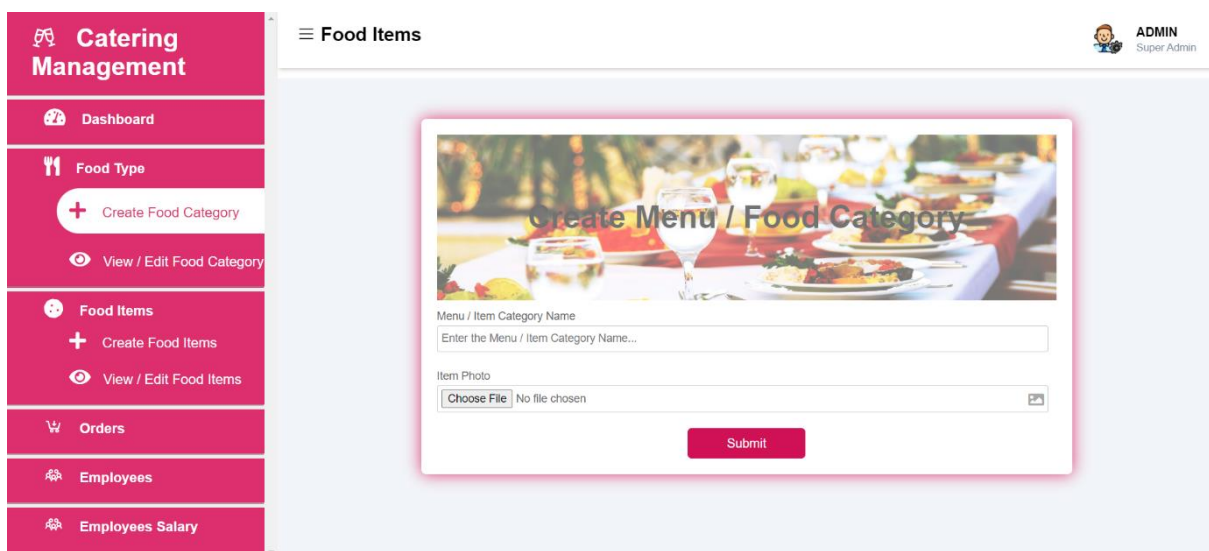 Catering
Management
Dashboard
Food Type
Create Food Category
View / Edit Food Category
Food Items
Create Food Items
View / Edit Food Items
Orders
Employees
Employees Salary
Food Items
ADMIN
Super Admin
Create Menu / Food Category
Menu / Item Category Name
Enter the Menu / Item Category Name...
Item Photo
Choose File No file chosen
Submit